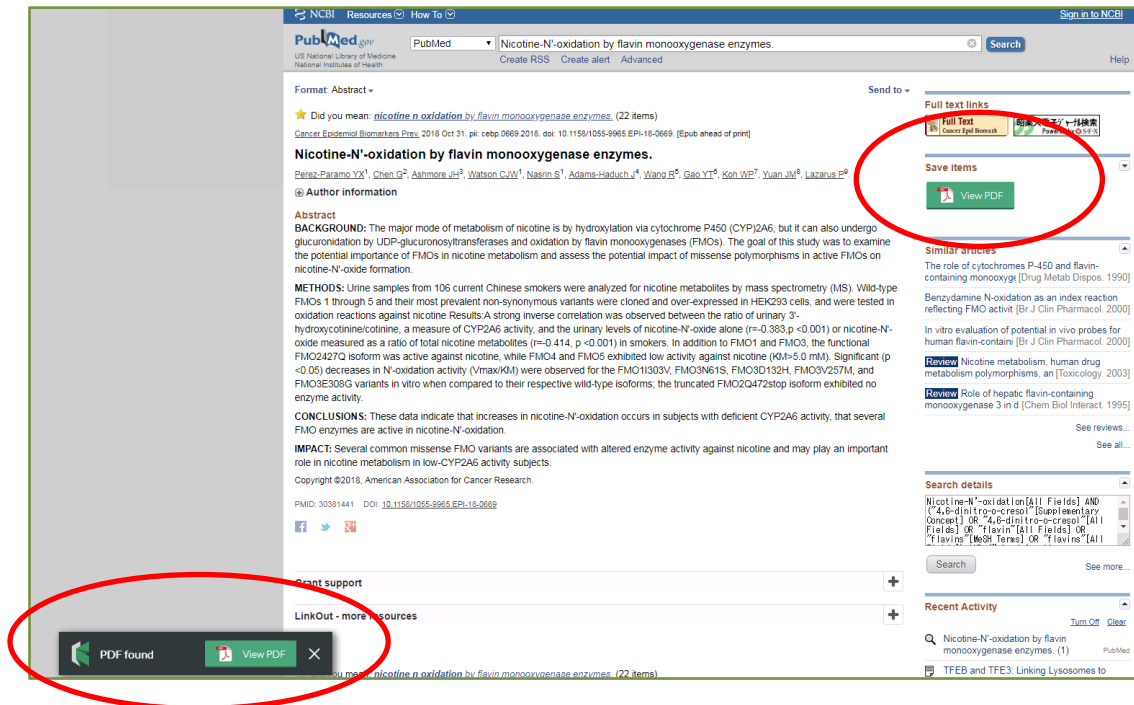 NCBI Resources How To Sign in to NCBI
PubMed.gov
US National Library of Medicine
National Institutes of Health
PubMed
Nicotine-N'-oxidation by flavin monooxygenase enzymes.
Search
Create RSS Create alert Advanced
Help
Format: Abstract
Send to
Did you mean: nicotine n oxidation by flavin monooxygenase enzymes. (22 items)
Cancer Epidemiol Biomarkers Prev. 2018 Oct 31. pii: cebp.0669.2018. doi: 10.1158/1055-9965.EPI-18-0669. [Epub ahead of print]
Nicotine-N'-oxidation by flavin monooxygenase enzymes.
Perez-Paramo YX1, Chen G2, Ashmore JH3, Watson CJW1, Nasrin S1, Adams-Haduch J4, Wang R5, Gao YT6, Koh WP7, Yuan JM8, Lazarus P9.
Author information
Abstract
BACKGROUND: The major mode of metabolism of nicotine is by hydroxylation via cytochrome P450 (CYP)2A6, but it can also undergo
glucuronidation by UDP-glucuronosyltransferases and oxidation by flavin monooxygenases (FMOs). The goal of this study was to examine
the potential importance of FMOs in nicotine metabolism and assess the potential impact of missense polymorphisms in active FMOs on
nicotine-N'-oxide formation.
METHODS: Urine samples from 106 current Chinese smokers were analyzed for nicotine metabolites by mass spectrometry (MS). Wild-type
FMOs 1 through 5 and their most prevalent non-synonymous variants were cloned and over-expressed in HEK293 cells, and were tested in
oxidation reactions against nicotine Results:A strong inverse correlation was observed between the ratio of urinary 3'-
hydroxycotinine/cotinine, a measure of CYP2A6 activity, and the urinary levels of nicotine-N'-oxide alone (r=-0.383,p <0.001) or nicotine-N'-
oxide measured as a ratio of total nicotine metabolites (r=-0.414, p <0.001) in smokers. In addition to FMO1 and FMO3, the functional
FMO2427Q isoform was active against nicotine, while FMO4 and FMO5 exhibited low activity against nicotine (KM>5.0 mM). Significant (p
<0.05) decreases in N'-oxidation activity (Vmax/KM) were observed for the FMO1I303V, FMO3N61S, FMO3D132H, FMO3V257M, and
FMO3E308G variants in vitro when compared to their respective wild-type isoforms; the truncated FMO2Q472stop isoform exhibited no
enzyme activity.
CONCLUSIONS: These data indicate that increases in nicotine-N'-oxidation occurs in subjects with deficient CYP2A6 activity, that several
FMO enzymes are active in nicotine-N'-oxidation.
IMPACT: Several common missense FMO variants are associated with altered enzyme activity against nicotine and may play an important
role in nicotine metabolism in low-CYP2A6 activity subjects.
Copyright ©2018, American Association for Cancer Research.
PMID: 30381441 DOI: 10.1158/1055-9965.EPI-18-0669
Grant support
LinkOut - more resources
Did you mean: nicotine n oxidation by flavin monooxygenase enzymes. (22 items)
PDF found
View PDF
Full text links
Full Text
Cancer Epid Biomark
Powered by S·F·X
Save items
View PDF
Similar articles
The role of cytochromes P-450 and flavin-
containing monooxyge [Drug Metab Dispos. 1990]
Benzydamine N-oxidation as an index reaction
reflecting FMO activit [Br J Clin Pharmacol. 2000]
In vitro evaluation of potential in vivo probes for
human flavin-containi [Br J Clin Pharmacol. 2000]
Review Nicotine metabolism, human drug
metabolism polymorphisms, an [Toxicology. 2003]
Review Role of hepatic flavin-containing
monooxygenase 3 in d [Chem Biol Interact. 1995]
See reviews...
See all...
Search details
Nicotine-N'-oxidation[All Fields] AND
("4,6-dinitro-o-cresol"[Supplementary
Concept] OR "4,6-dinitro-o-cresol"[All
Fields] OR "flavin"[All Fields] OR
"flavins"[MeSH Terms] OR "flavins"[All
Search
See more...
Recent Activity
Turn Off Clear
Nicotine-N'-oxidation by flavin
monooxygenase enzymes. (1) PubMed
TFEB and TFE3: Linking Lysosomes to